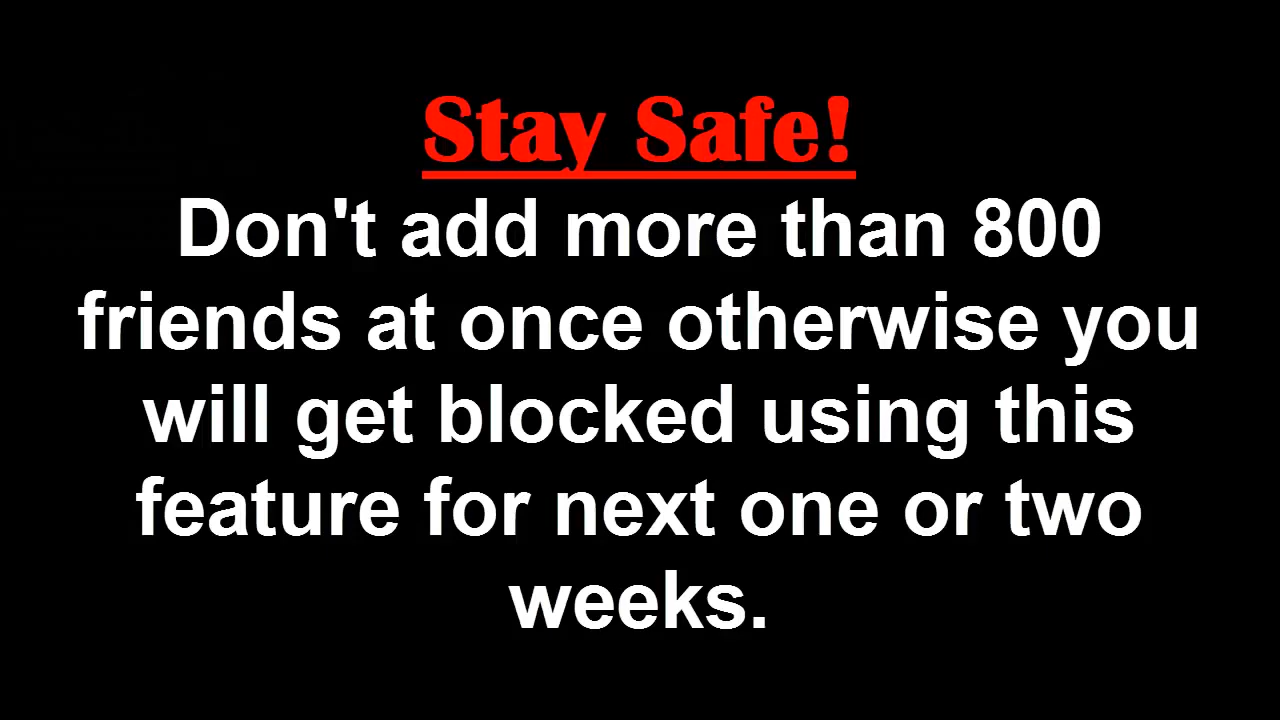 Stay Safe!
Don't add more than 800
friends at once otherwise you
will get blocked using this
feature for next one or two
weeks.